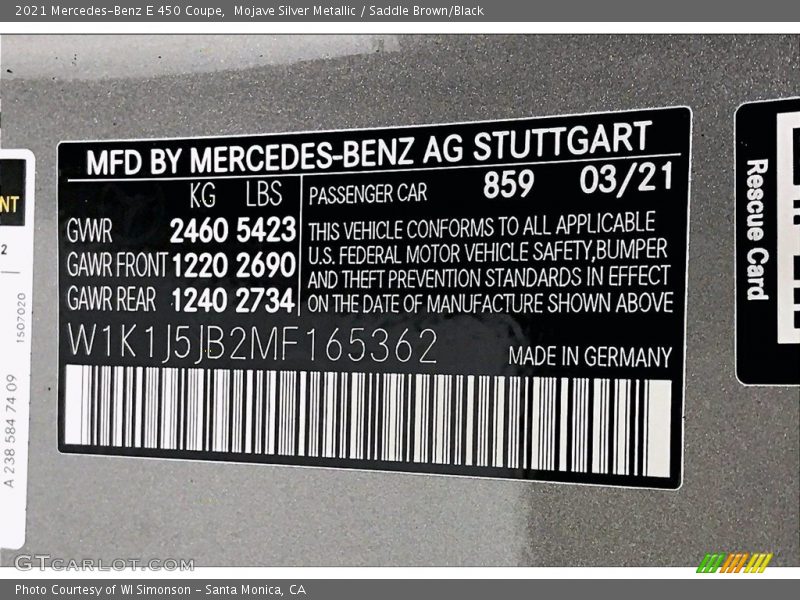 2021 Mercedes-Benz E 450 Coupe,  Mojave Silver Metallic / Saddle Brown/Black
MFD BY MERCEDES-BENZ AG STUTTGART
KG LBS
PASSENGER CAR 859 03/21
GWR 2460 5423
GAWR FRONT 1220 2690
GAWR REAR 1240 2734
THIS VEHICLE CONFORMS TO ALL APPLICABLE
U.S. FEDERAL MOTOR VEHICLE SAFETY,BUMPER
AND THEFT PREVENTION STANDARDS IN EFFECT
ON THE DATE OF MANUFACTURE SHOWN ABOVE
W1K1J5JB2MF165362
MADE IN GERMANY
Rescue Card
NT
2
1507020
A 238 584 74 09
GTcarlot.com
Photo Courtesy of WI Simonson - Santa Monica, CA